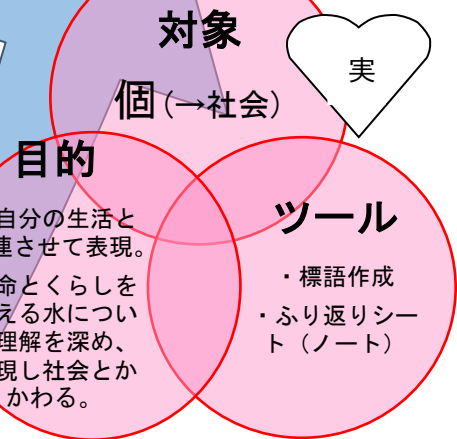 対象
個(→社会)
実
目的
自分の生活と
連させて表現。
命とくらしを
える水につい
理解を深め、
現し社会とか
かわる。
ツール
・標語作成
・ふり返りシー
ト（ノート）